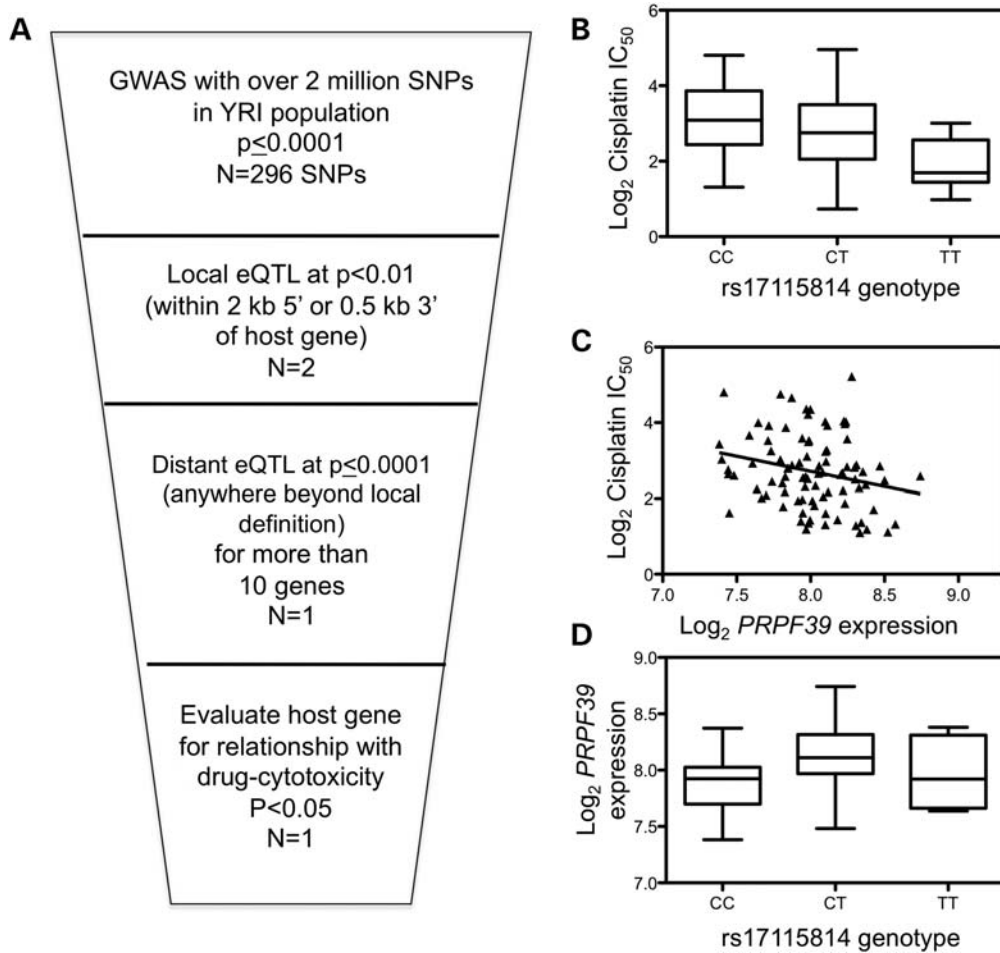 A
GWAS with over 2 million SNPs
in YRI population
p≤0.0001
N=296 SNPs
Local eQTL at p<0.01
(within 2 kb 5’ or 0.5 kb 3’
of host gene)
N=2
Distant eQTL at p≤0.0001
(anywhere beyond local
definition)
for more than
10 genes
N=1
Evaluate host gene
for relationship with
drug-cytotoxicity
P<0.05
N=1
B
Log₂ Cisplatin IC₅₀
6
4
2
0
CC CT TT
rs17115814 genotype
C
Log₂ Cisplatin IC₅₀
6
4
2
0
7.0 7.5 8.0 8.5 9.0
Log₂ PRPF39 expression
D
Log₂ PRPF39
expression
9.0
8.5
8.0
7.5
7.0
CC CT TT
rs17115814 genotype